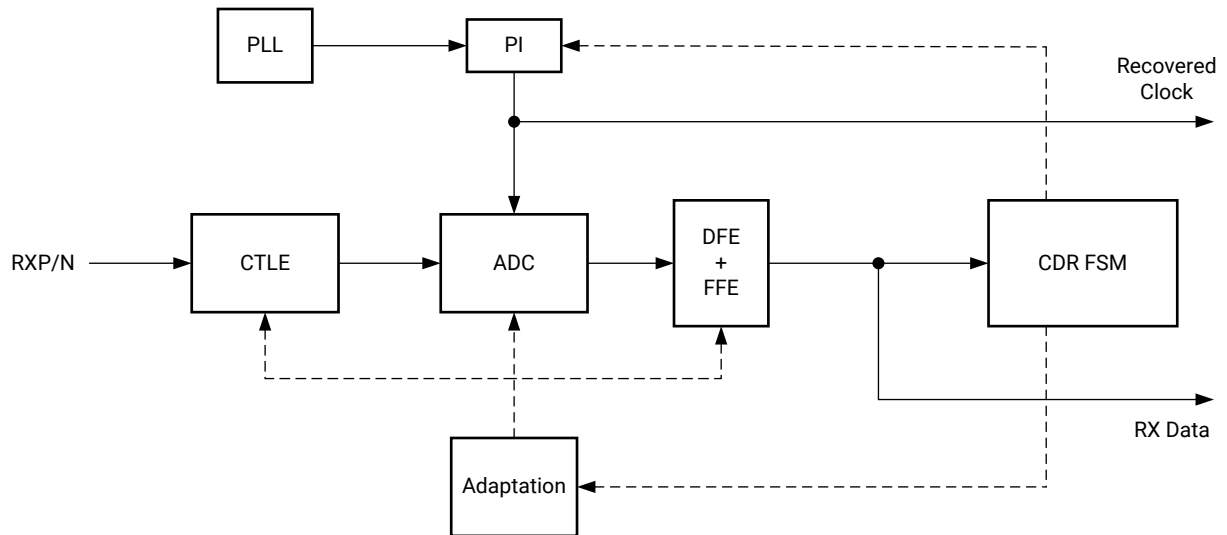 PLL
PI
Recovered
Clock
RXP/N
CTLE
ADC
DFE
+
FFE
CDR FSM
RX Data
Adaptation